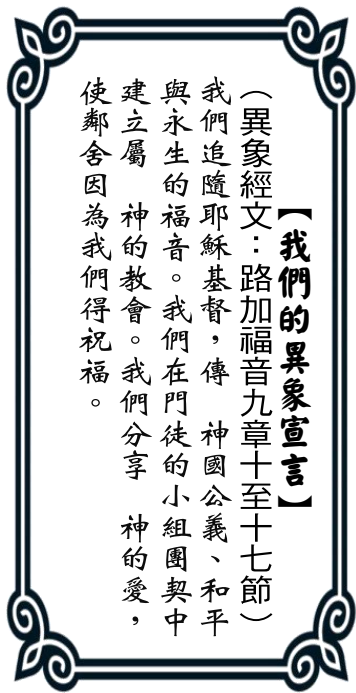 【我們的異象宣言】
（異象經文：路加福音九章十至十七節）
我們追隨耶穌基督，傳　神國公義、和平
與永生的福音。我們在門徒的小組團契中
建立屬　神的教會。我們分享　神的愛，
使鄰舍因為我們得祝福。